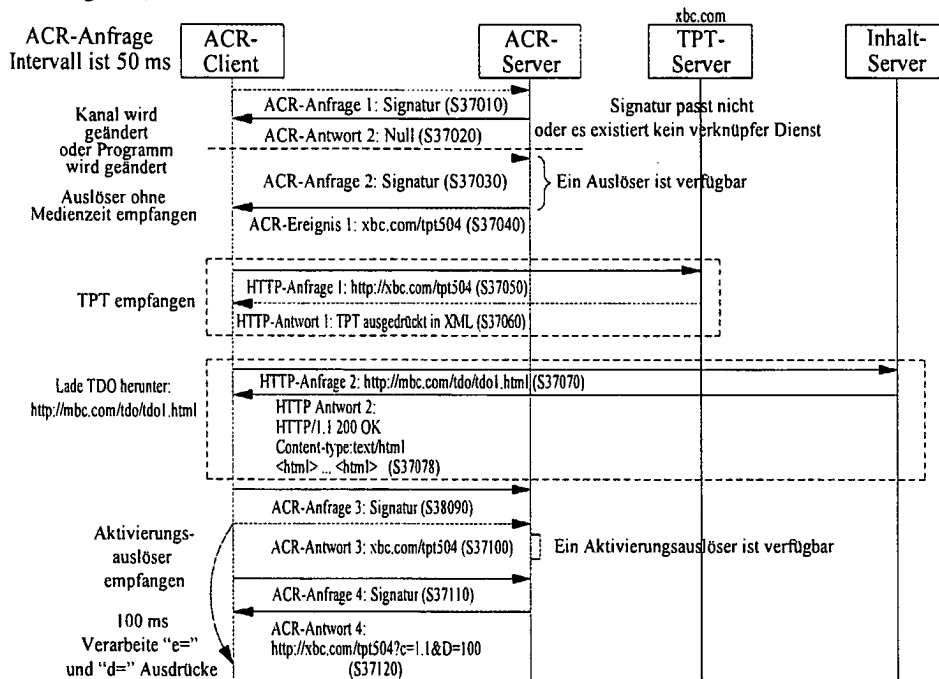 xbc.com
ACR-Anfrage
Intervall ist 50 ms
ACR-
Client
ACR-
Server
TPT-
Server
Inhalt-
Server
ACR-Anfrage 1: Signatur (S37010)
Signatur passt nicht
oder es existiert kein verknüpfer Dienst
Kanal wird
geändert
oder Programm
wird geändert
ACR-Antwort 2: Null (S37020)
ACR-Anfrage 2: Signatur (S37030)
Ein Auslöser ist verfügbar
Auslöser ohne
Medienzeit empfangen
ACR-Ereignis 1: xbc.com/tpt504 (S37040)
TPT empfangen
HTTP-Anfrage 1: http://xbc.com/tpt504 (S37050)
HTTP-Antwort 1: TPT ausgedrückt in XML (S37060)
Lade TDO herunter:
http://mbc.com/tdo/tdo1.html
HTTP-Anfrage 2: http://mbc.com/tdo/tdo1.html (S37070)
HTTP Antwort 2:
HTTP/1.1 200 OK
Content-type:text/html
<html> ... <html> (S37078)
ACR-Anfrage 3: Signatur (S38090)
Aktivierungs-
auslöser
empfangen
ACR-Antwort 3: xbc.com/tpt504 (S37100)
Ein Aktivierungsauslöser ist verfügbar
ACR-Anfrage 4: Signatur (S37110)
100 ms
Verarbeite "e="
und "d=" Ausdrücke
ACR-Antwort 4:
http://xbc.com/tpt504?c=1.1&D=100
(S37120)